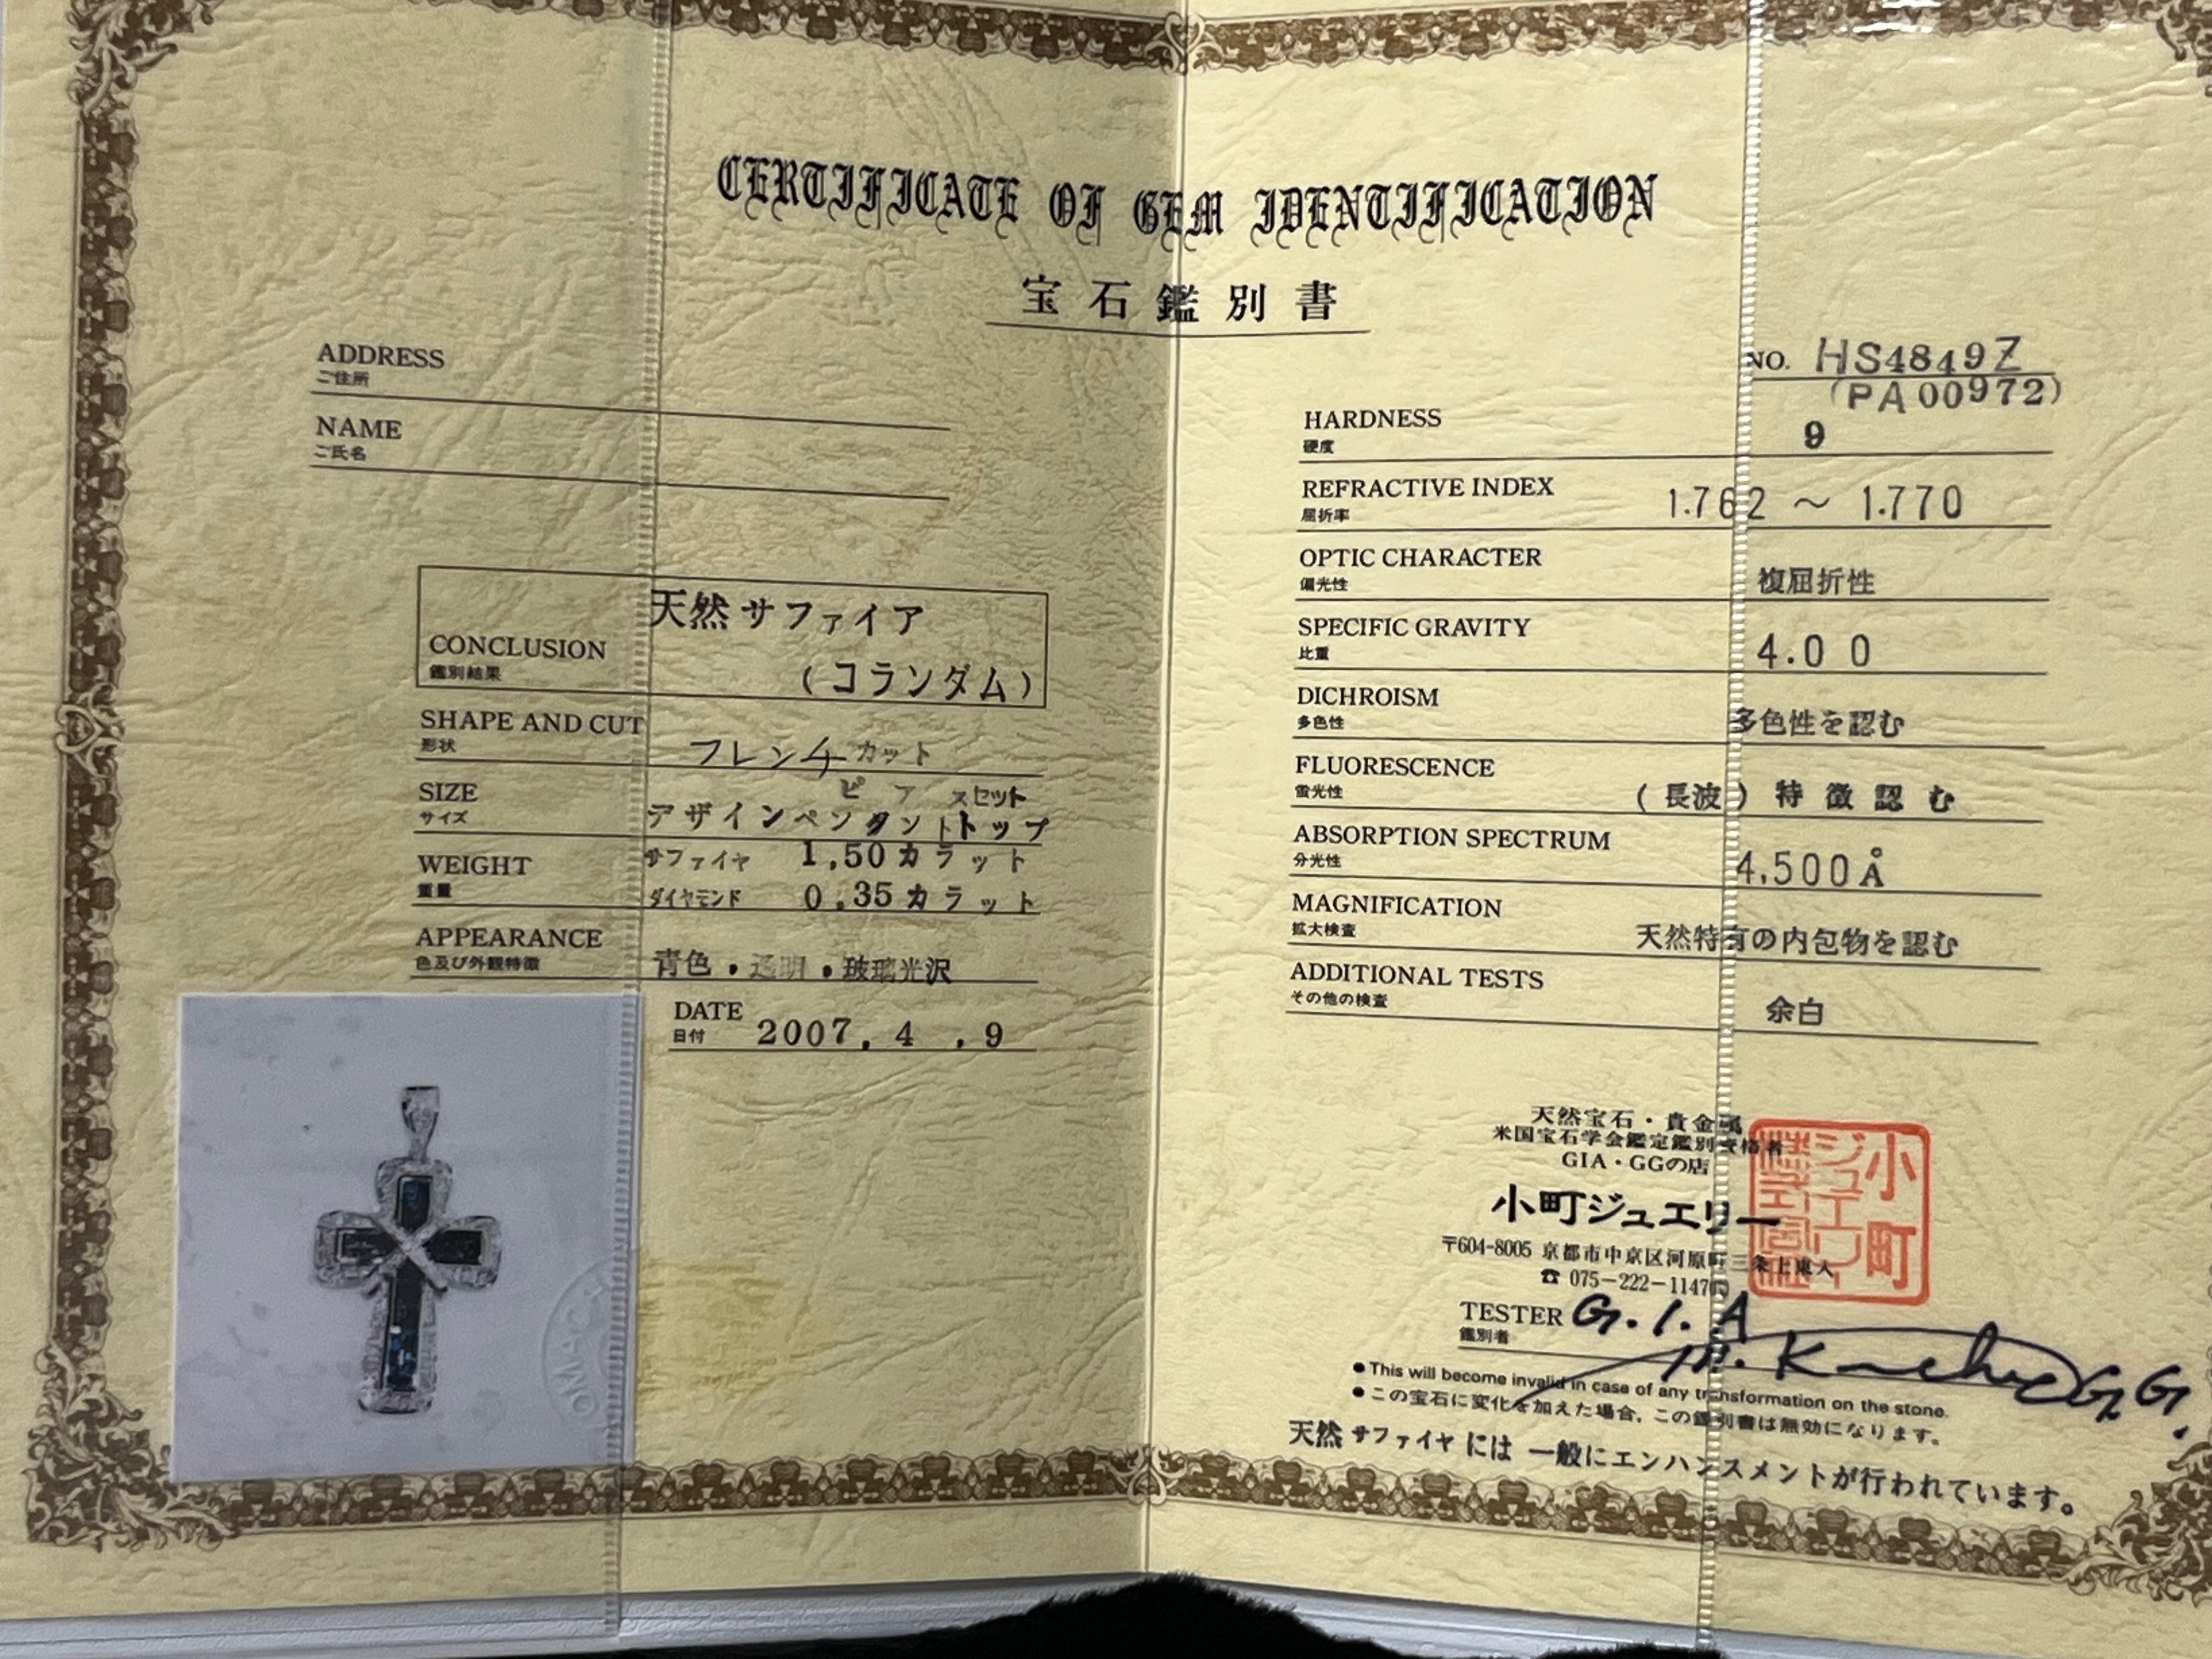 CERTIFICATE OF GEM IDENTIFICATION
宝石鑑別書
ADDRESS
ご住所
NAME
ご氏名
CONCLUSION
鑑別結果
天然サファイア
(コランダム)
SHAPE AND CUT
形状
フレンチカット
SIZE
サイズ
ピアスセット
デザインペンダントトップ
WEIGHT
重量
サファイヤ 1.50カラット
ダイヤモンド 0.35カラット
APPEARANCE
色及び外観特徴
青色・透明・玻璃光沢
DATE
日付
2007.4.9
NO. HS4849Z
(PA00972)
HARDNESS
硬度
9
REFRACTIVE INDEX
屈折率
1.762 ～ 1.770
OPTIC CHARACTER
偏光性
複屈折性
SPECIFIC GRAVITY
比重
4.00
DICHROISM
多色性
多色性を認む
FLUORESCENCE
蛍光性
(長波) 特徴認む
ABSORPTION SPECTRUM
分光性
4.500Å
MAGNIFICATION
拡大検査
天然特有の内包物を認む
ADDITIONAL TESTS
その他の検査
余白
天然宝石・貴金属
米国宝石学会鑑定鑑別資格者
GIA・GGの店
小町ジュエリー
〒604-8005 京都市中京区河原町三条上東入
☎ 075-222-1147
小町
ジュエリー
TESTER G.I.A
鑑別者
G.G.
● This will become invalid in case of any transformation on the stone.
● この宝石に変化を加えた場合, この鑑別書は無効になります。
天然サファイヤには 一般にエンハンスメントが行われています。